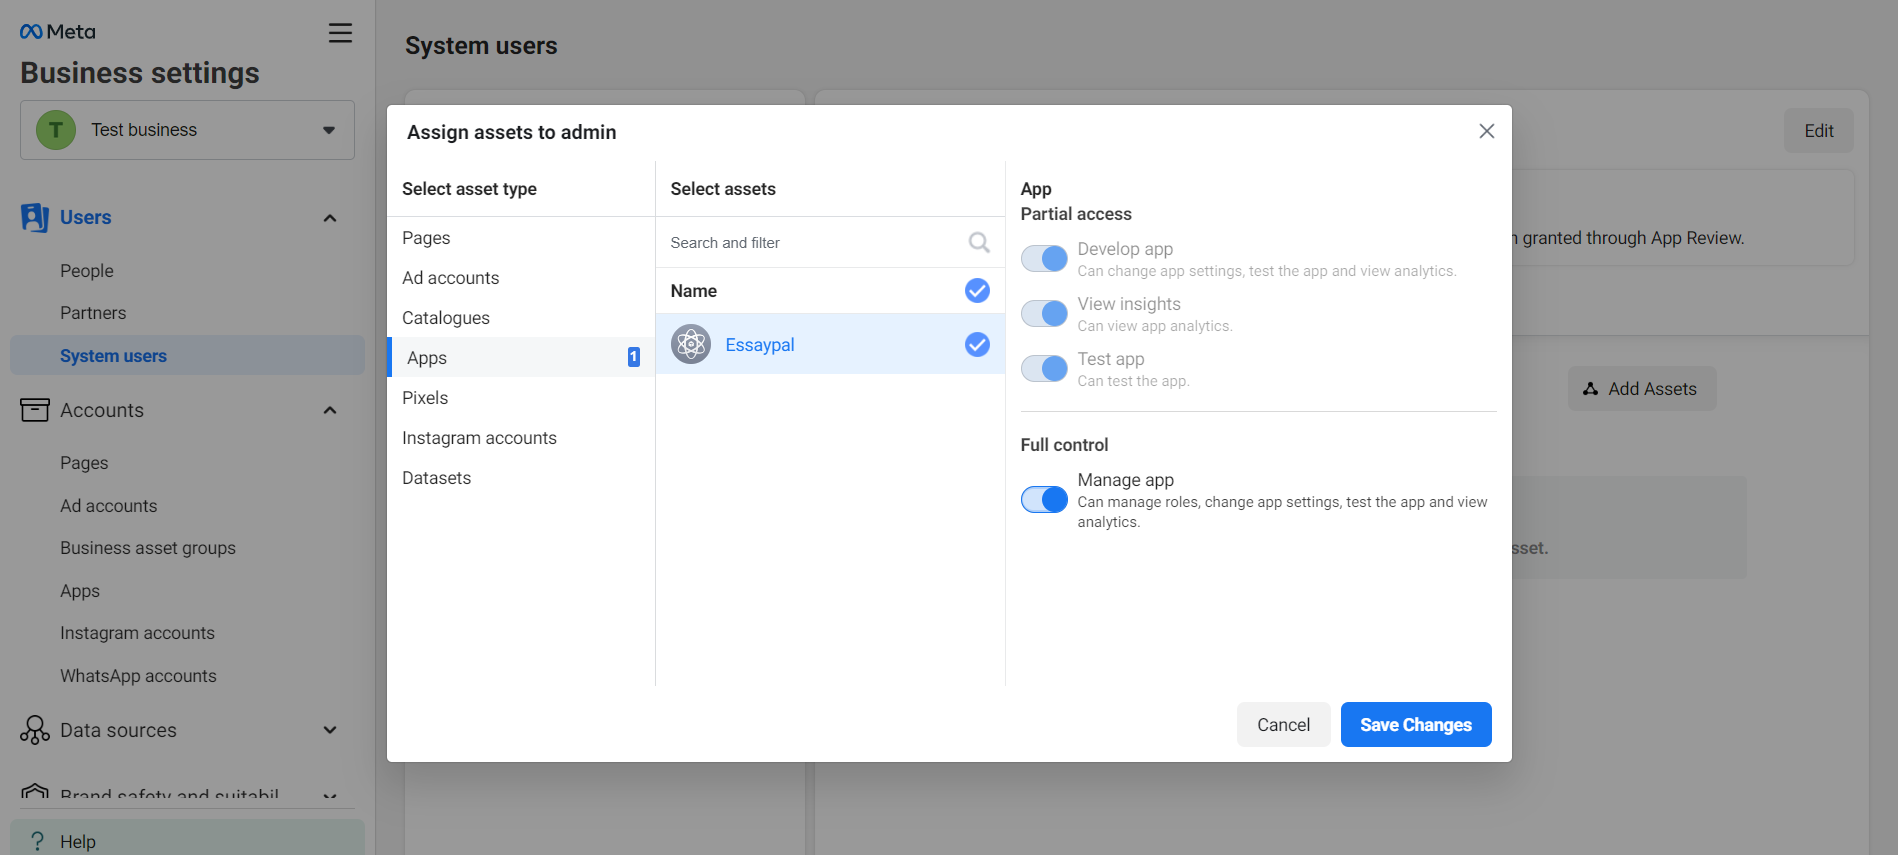 Meta
Business settings
T
Test business
Users
People
Partners
System users
Accounts
Pages
Ad accounts
Business asset groups
Apps
Instagram accounts
WhatsApp accounts
Data sources
Brand safety and suitabil
? Help
System users
Edit
granted through App Review.
Add Assets
sset.
Assign assets to admin
Select asset type
Pages
Ad accounts
Catalogues
Apps 1
Pixels
Instagram accounts
Datasets
Select assets
Search and filter
Name
Essaypal
App
Partial access
Develop app
Can change app settings, test the app and view analytics.
View insights
Can view app analytics.
Test app
Can test the app.
Full control
Manage app
Can manage roles, change app settings, test the app and view
analytics.
Cancel
Save Changes